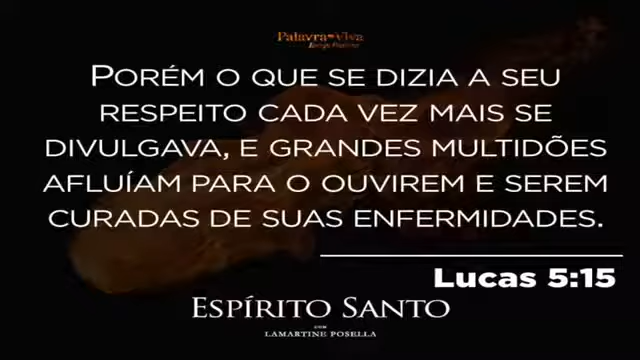 Palavra Viva
PORÉM O QUE SE DIZIA A SEU
RESPEITO CADA VEZ MAIS SE
DIVULGAVA, E GRANDES MULTIDÕES
AFLUÍAM PARA O OUVIREM E SEREM
CURADAS DE SUAS ENFERMIDADES.
Lucas 5:15
ESPÍRITO SANTO
COM
LAMARTINE POSELLA